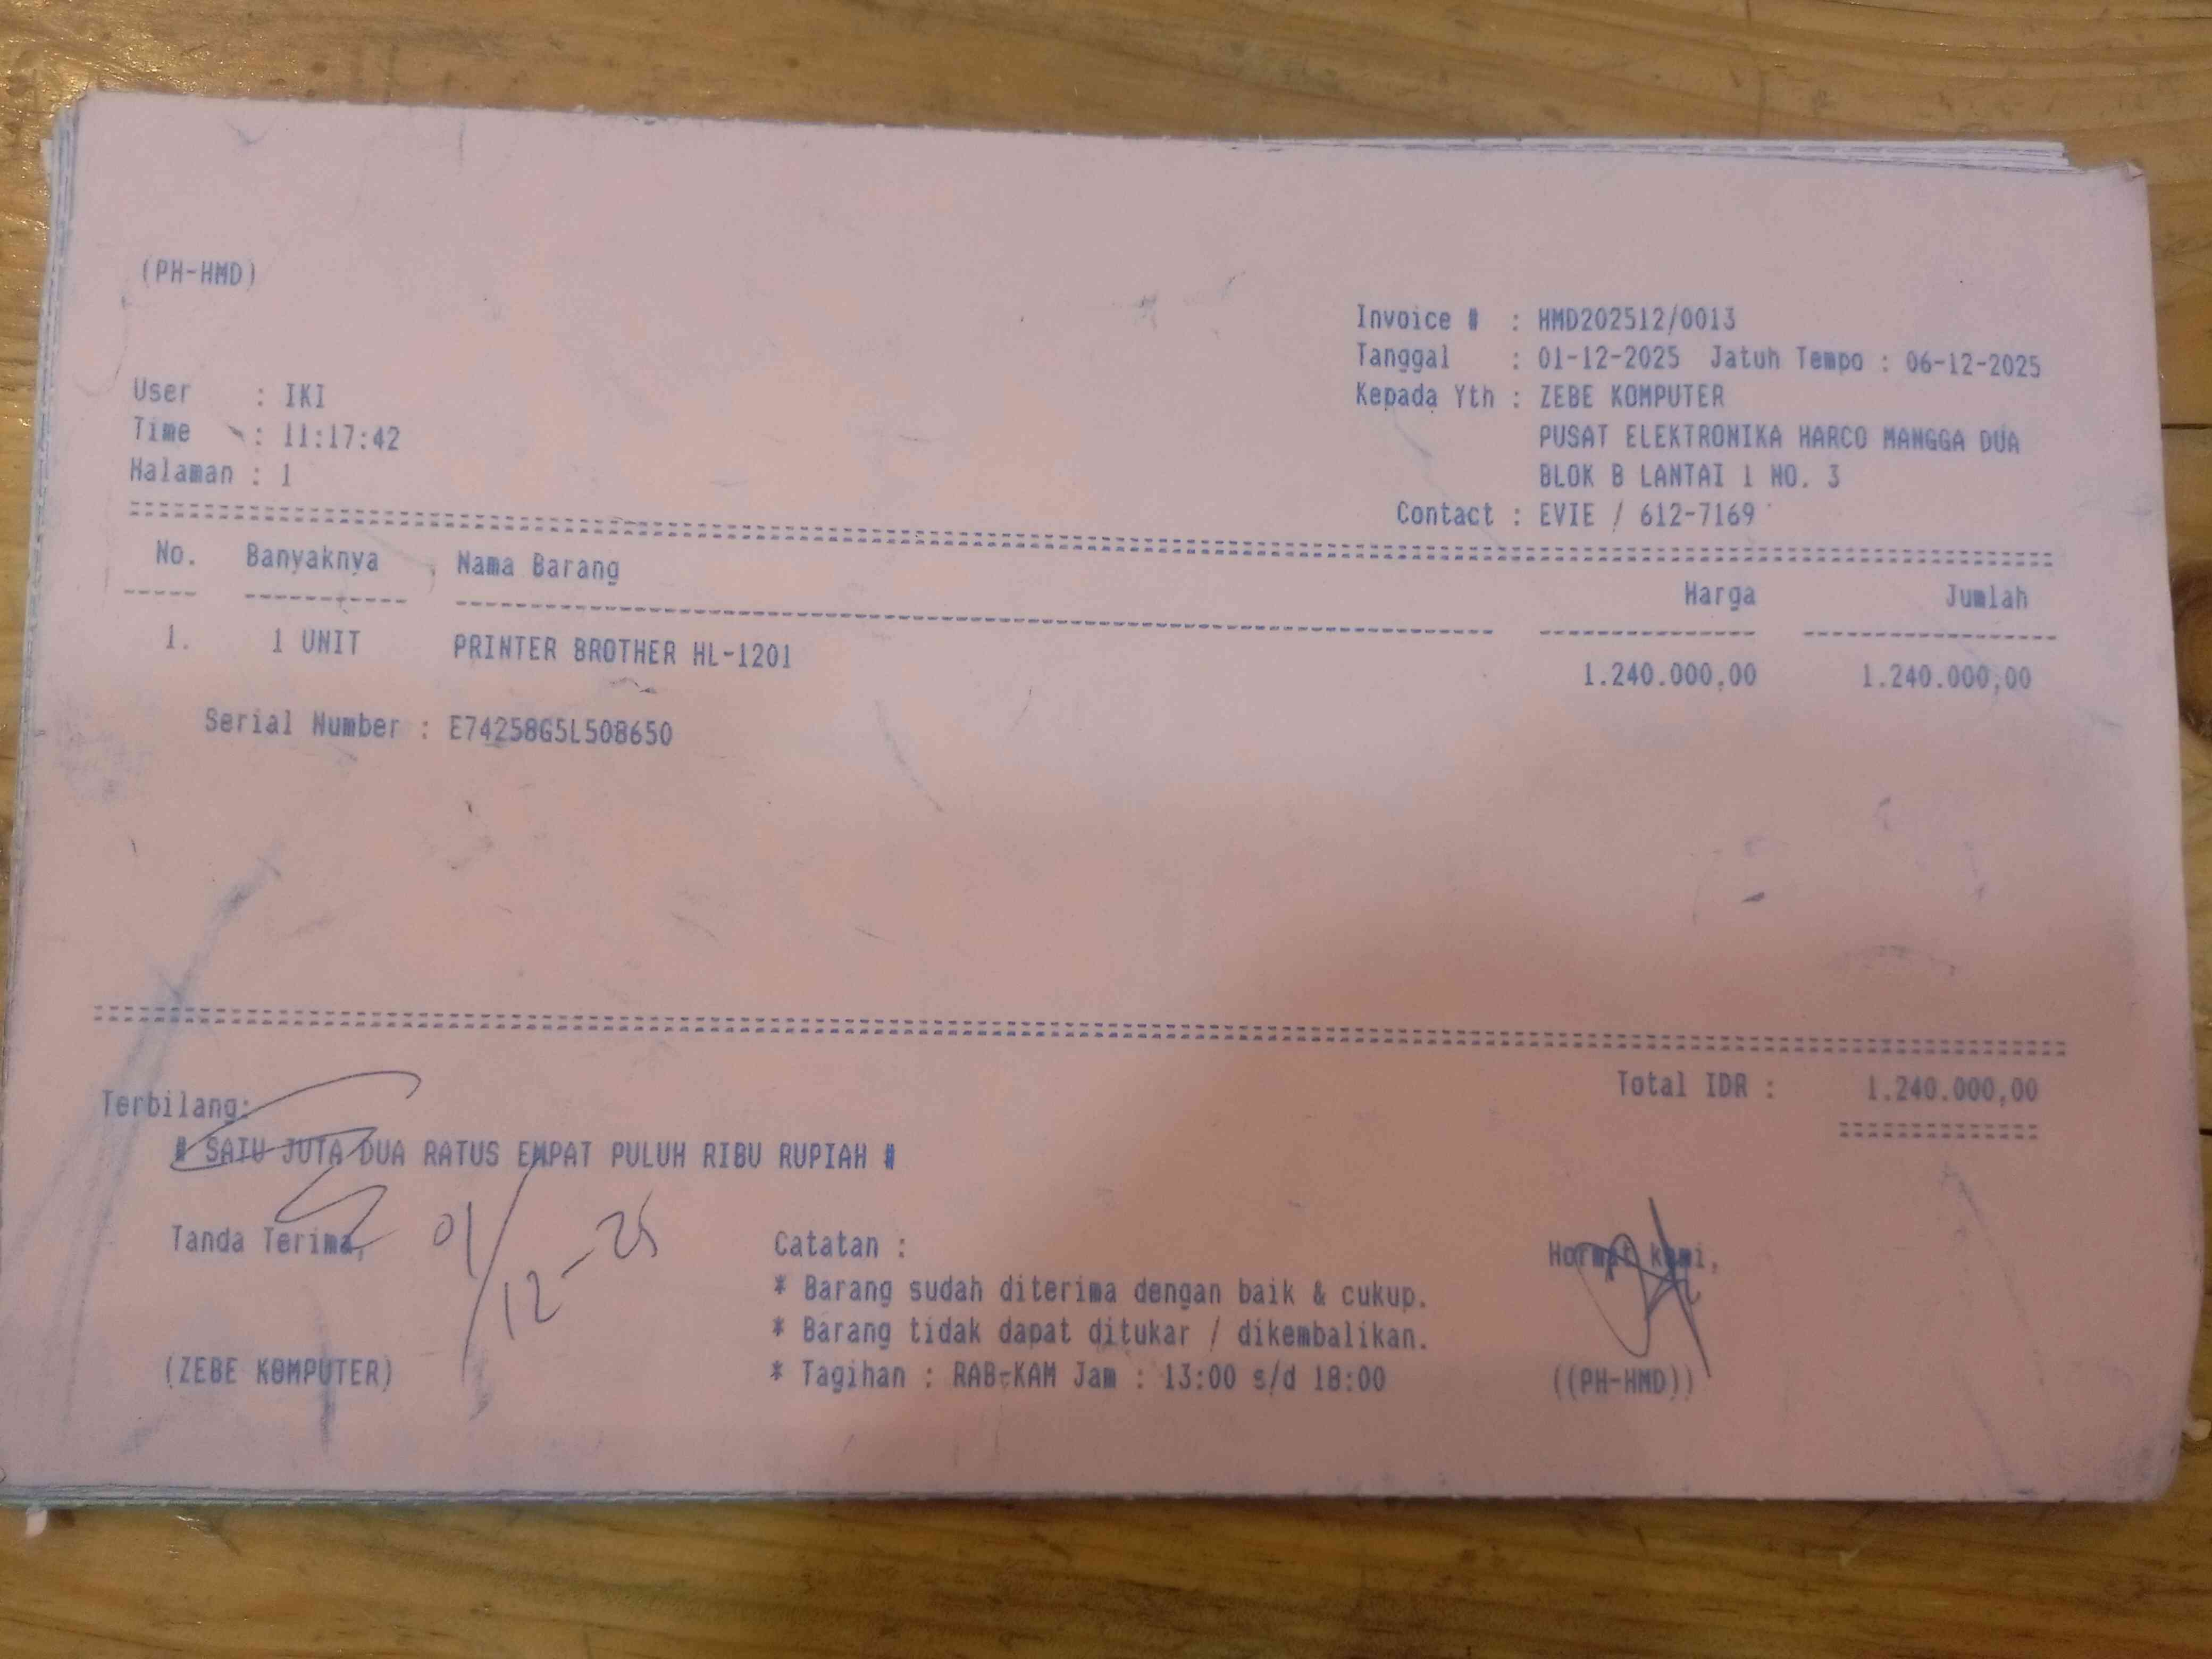 (PH-HMD)
Invoice # : HMD202512/0013
Tanggal : 01-12-2025 Jatuh Tempo : 06-12-2025
Kepada Yth : ZEBE KOMPUTER
PUSAT ELEKTRONIKA HARCO MANGGA DUA
BLOK B LANTAI 1 NO. 3
Contact : EVIE / 612-7169
User : IKI
Time : 11:17:42
Halaman : 1
No. Banyaknya Nama Barang Harga Jumlah
1. 1 UNIT PRINTER BROTHER HL-1201 1.240.000,00 1.240.000,00
Serial Number : E74258G5L508650
Total IDR : 1.240.000,00
Terbilang:
# SATU JUTA DUA RATUS EMPAT PULUH RIBU RUPIAH #
Tanda Terima,
01/12-25
(ZEBE KOMPUTER)
Catatan :
* Barang sudah diterima dengan baik & cukup.
* Barang tidak dapat ditukar / dikembalikan.
* Tagihan : RAB-KAM Jam : 13:00 s/d 18:00
Hormat kami,
((PH-HMD))